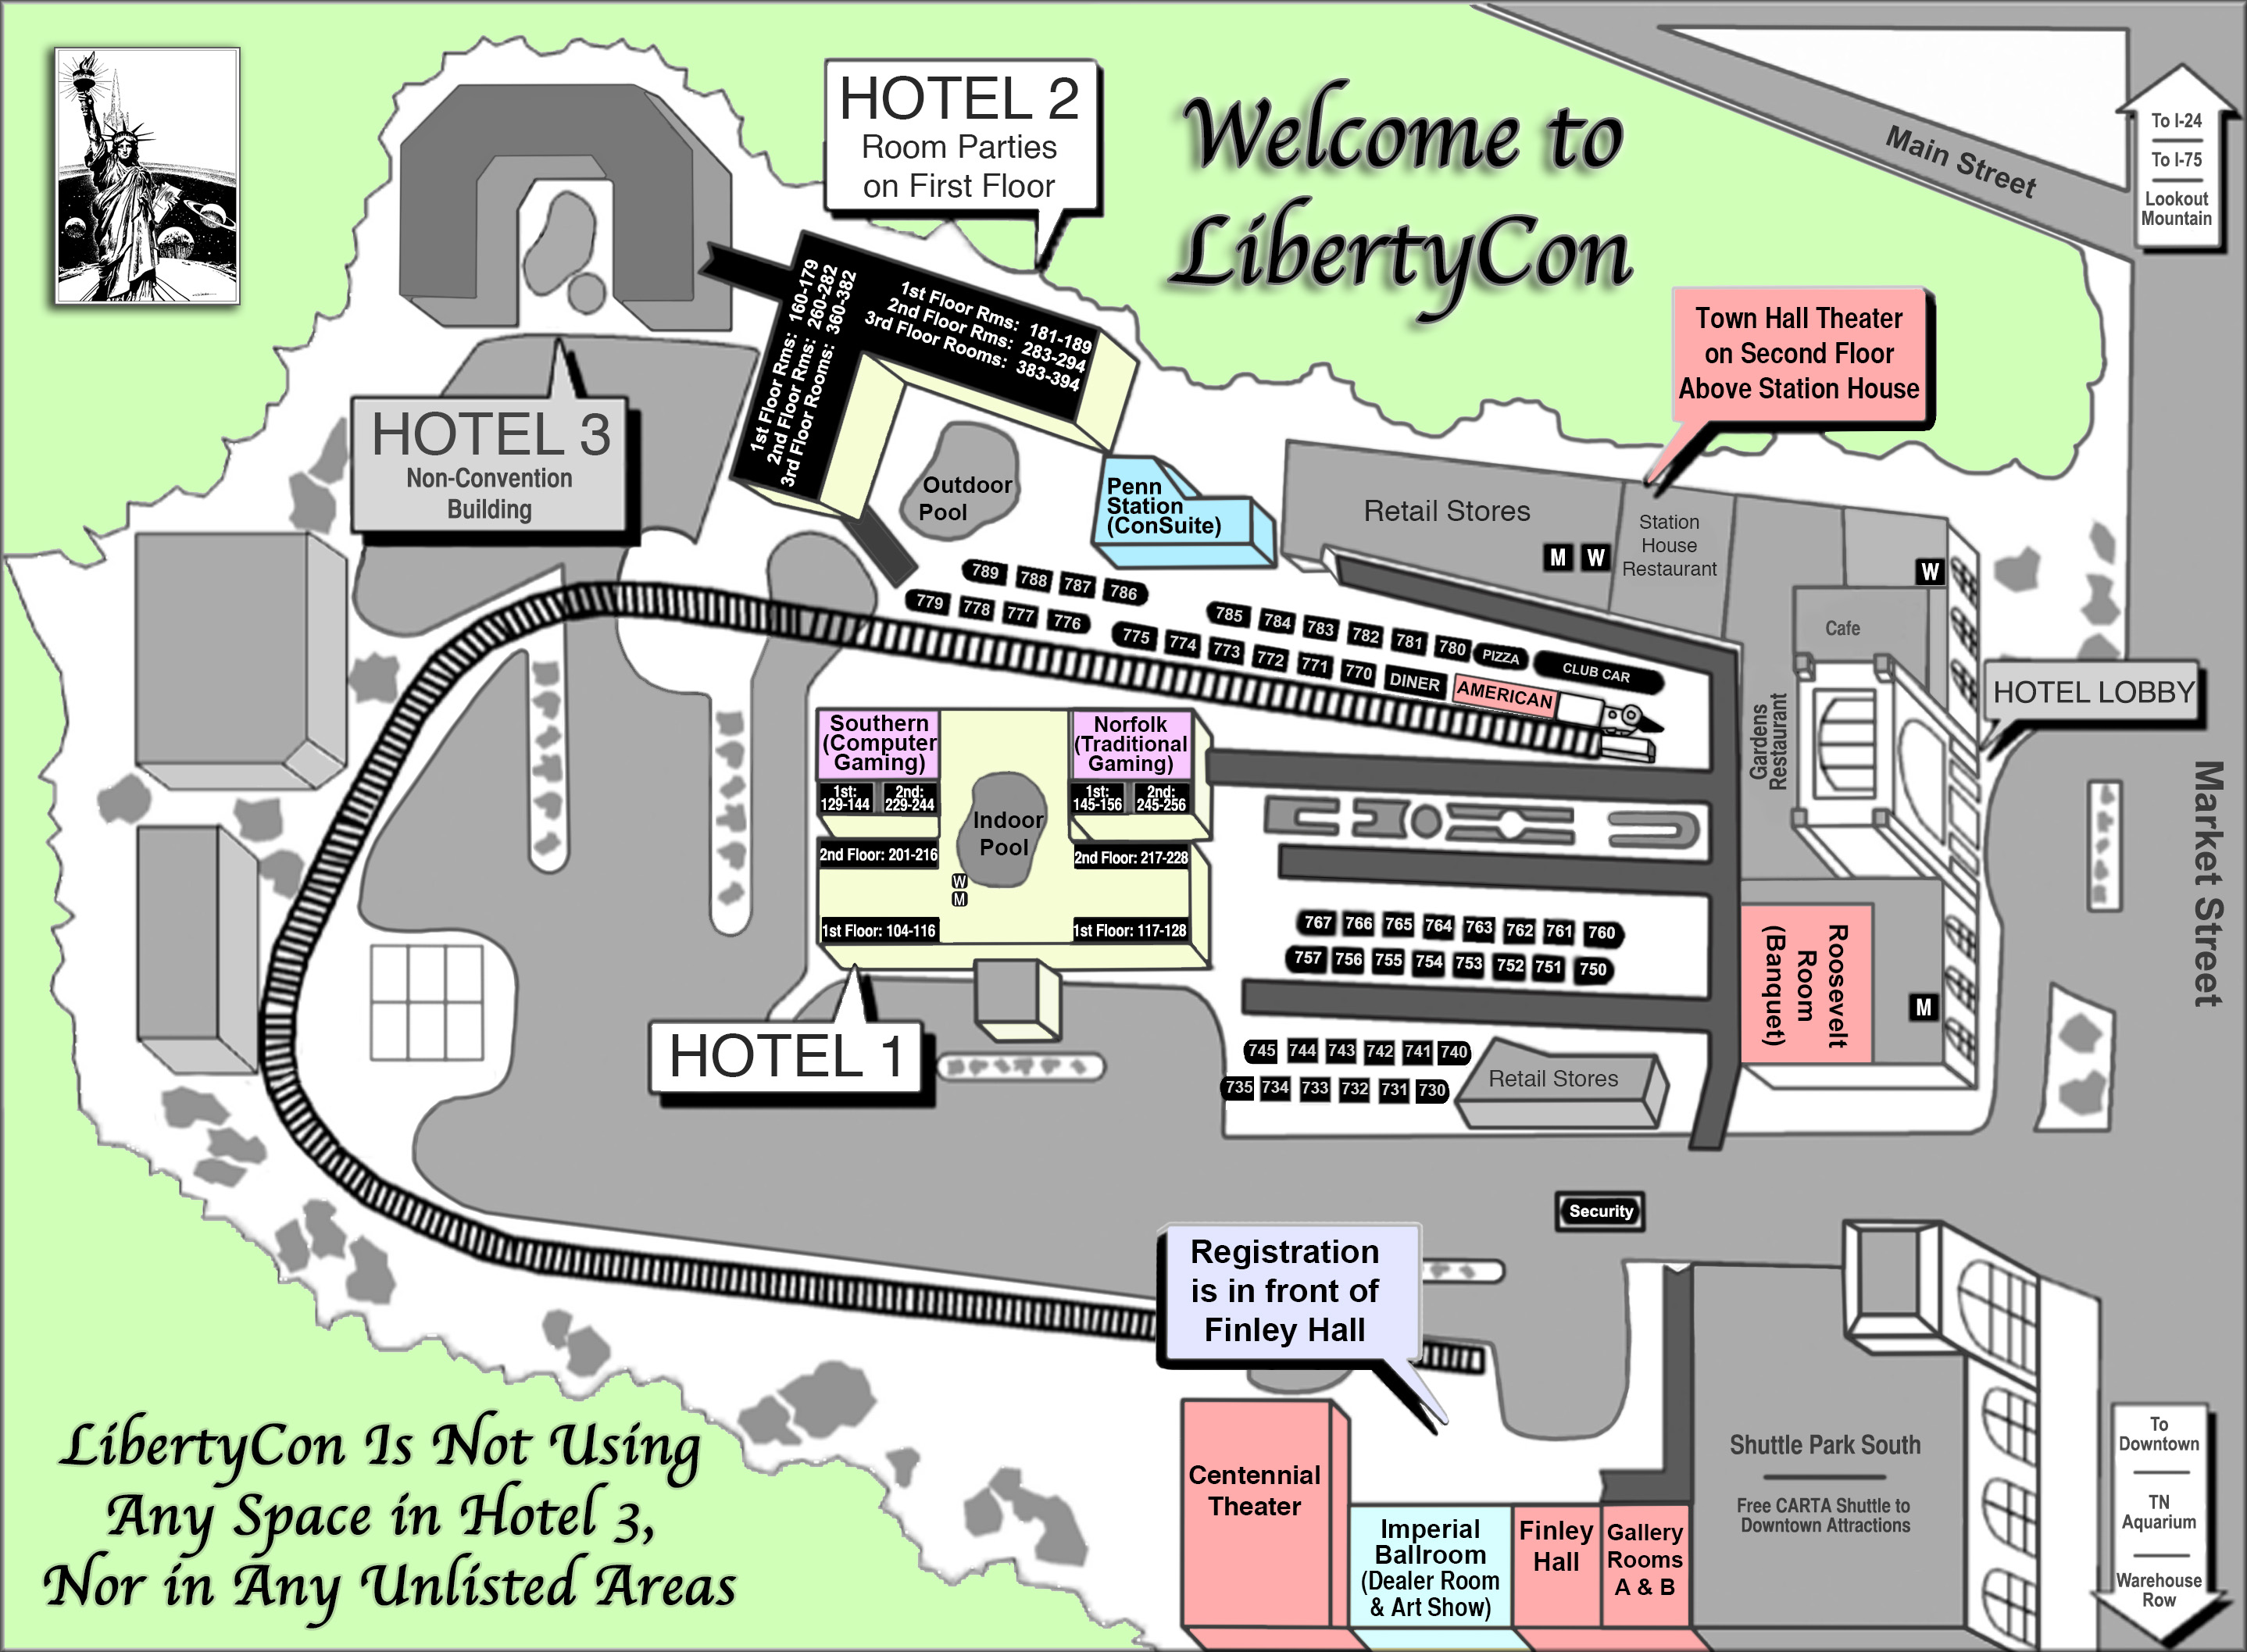 HOTEL 2
Room Parties
on First Floor
Welcome to
LibertyCon
Main Street
To I-24
To I-75
Lookout
Mountain
1st Floor Rms: 160-179
2nd Floor Rms: 260-282
3rd Floor Rooms: 360-382
1st Floor Rms: 181-189
2nd Floor Rms: 283-294
3rd Floor Rooms: 383-394
Town Hall Theater
on Second Floor
Above Station House
HOTEL 3
Non-Convention
Building
Outdoor
Pool
Penn
Station
(ConSuite)
Retail Stores
M W
Station
House
Restaurant
W
Cafe
789 788 787 786
779 778 777 776
785 784 783 782 781 780 PIZZA CLUB CAR
775 774 773 772 771 770 DINER AMERICAN
HOTEL LOBBY
Gardens
Restaurant
Market Street
Southern
(Computer
Gaming)
1st:
129-144
2nd:
229-244
2nd Floor: 201-216
1st Floor: 104-116
Indoor
Pool
W
M
Norfolk
(Traditional
Gaming)
1st:
145-156
2nd:
245-256
2nd Floor: 217-228
1st Floor: 117-128
767 766 765 764 763 762 761 760
757 756 755 754 753 752 751 750
Roosevelt
Room
(Banquet)
M
HOTEL 1
745 744 743 742 741 740
735 734 733 732 731 730
Retail Stores
Security
Registration
is in front of
Finley Hall
Centennial
Theater
Imperial
Ballroom
(Dealer Room
& Art Show)
Finley
Hall
Gallery
Rooms
A & B
Shuttle Park South
Free CARTA Shuttle to
Downtown Attractions
To
Downtown
TN
Aquarium
Warehouse
Row
LibertyCon Is Not Using
Any Space in Hotel 3,
Nor in Any Unlisted Areas